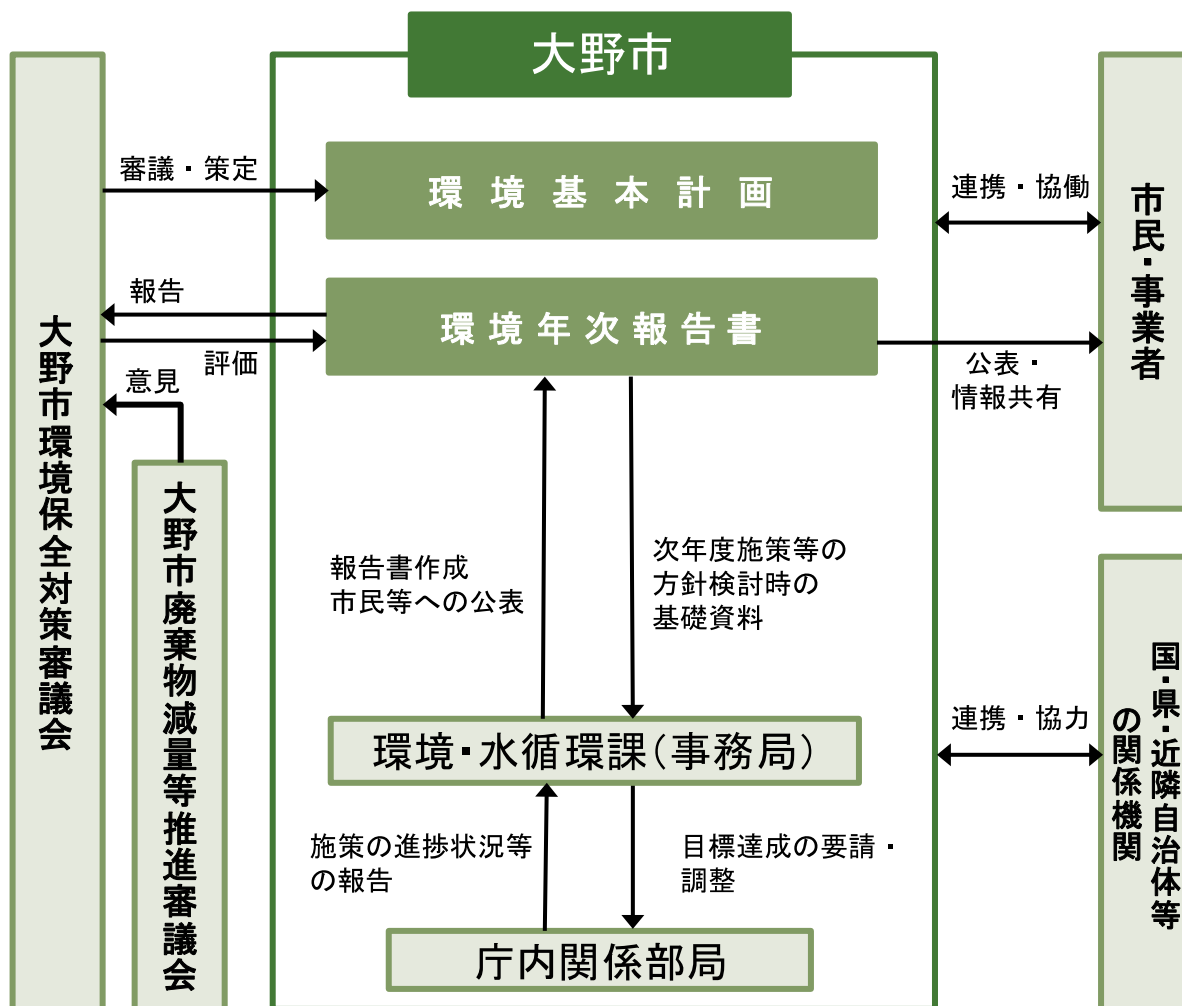 大野市
審議・策定
環境基本計画
連携・協働
市民・事業者
報告
環境年次報告書
評価
公表・
情報共有
意見
大野市環境保全対策審議会
大野市廃棄物減量等推進審議会
報告書作成
市民等への公表
次年度施策等の
方針検討時の
基礎資料
環境・水循環課(事務局)
連携・協力
国・県・近隣自治体等
の関係機関
施策の進捗状況等
の報告
目標達成の要請・
調整
庁内関係部局